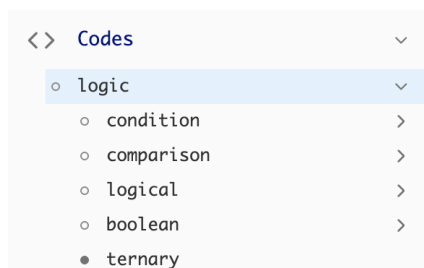 Codes
logic
condition
comparison
logical
boolean
ternary